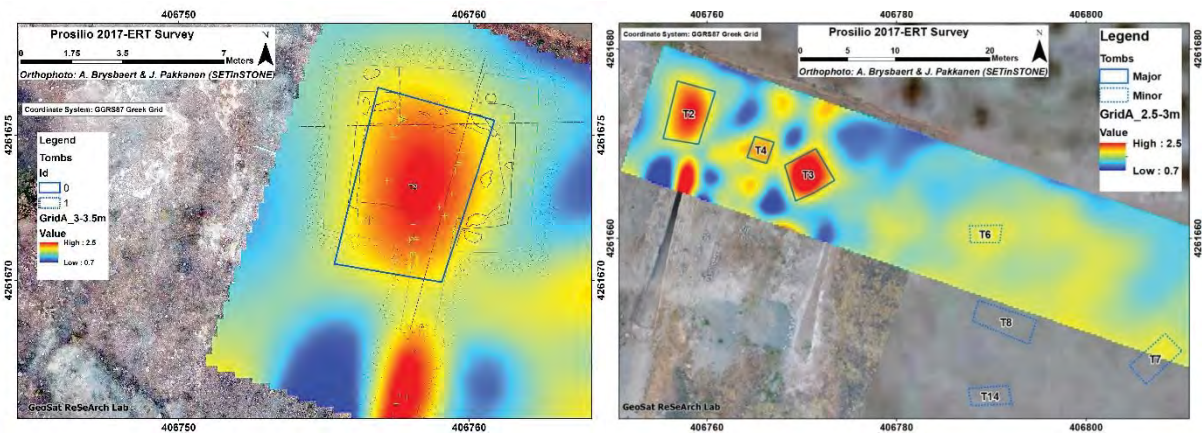 406750
406760
Prosilio 2017-ERT Survey
N
0 1.75 3.5 7
Meters
Orthophoto: A. Brysbaert & J. Pakkanen (SETinSTONE)
Coordinate System: GGRS87 Greek Grid
Legend
Tombs
Id
0
1
GridA_3-3.5m
Value
High : 2.5
Low : 0.7
4261675
4261670
GeoSat ReSeArch Lab
406750
406760
406760
406780
406800
Coordinate System: GGRS87 Greek Grid
Prosilio 2017-ERT Survey
N
0 5 10 20
Meters
Orthophoto: A. Brysbaert & J. Pakkanen (SETinSTONE)
Legend
Tombs
Major
Minor
GridA_2.5-3m
Value
High : 2.5
Low : 0.7
4261680
4261660
4261680
4261660
T2
T4
T3
T6
T8
T7
T14
GeoSat ReSeArch Lab
406760
406780
406800